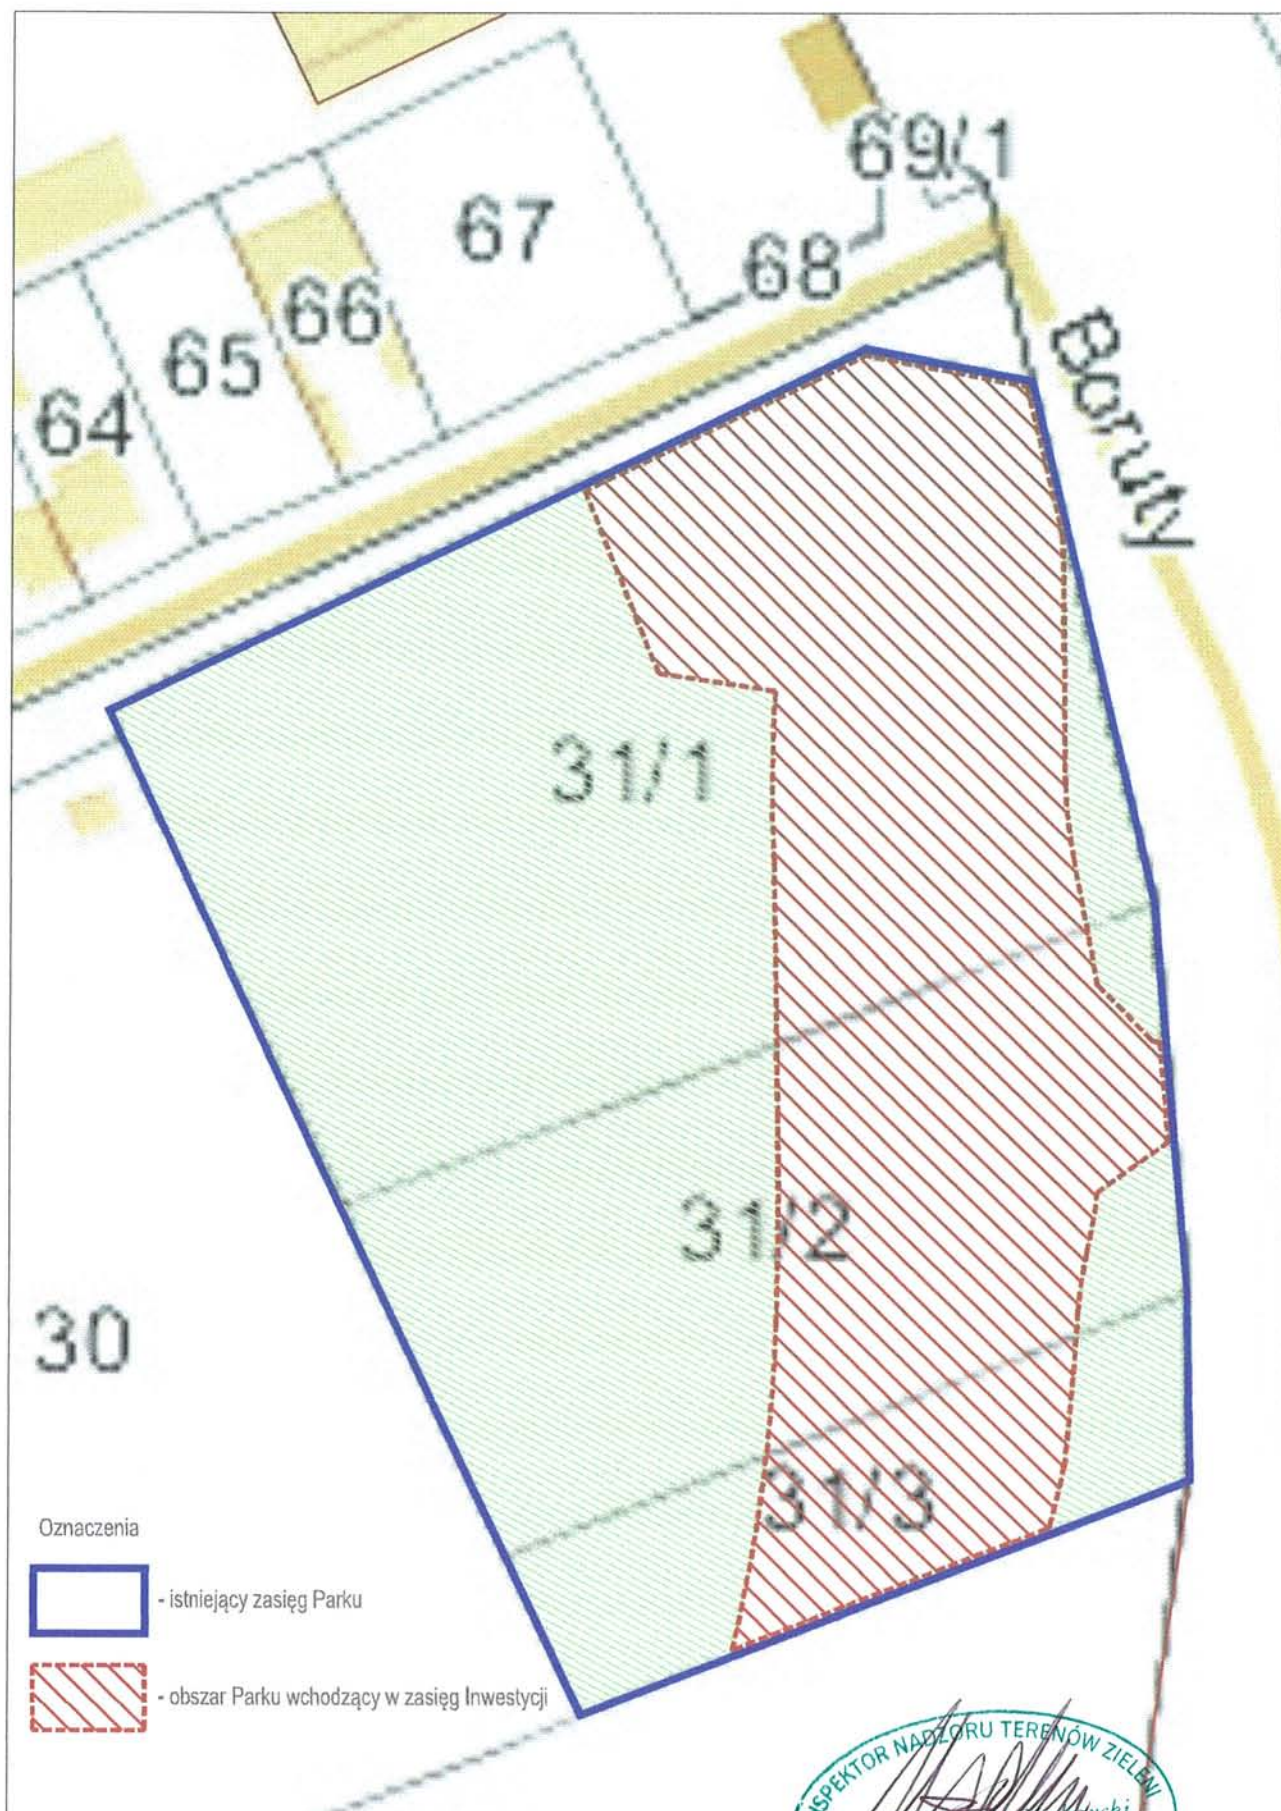 69/1
67
68
66
65
64
Boruty
31/1
31/2
30
31/3
Oznaczenia
- istniejący zasięg Parku
- obszar Parku wchodzący w zasięg Inwestycji
INSPEKTOR NADZORU TERENÓW ZIELENI